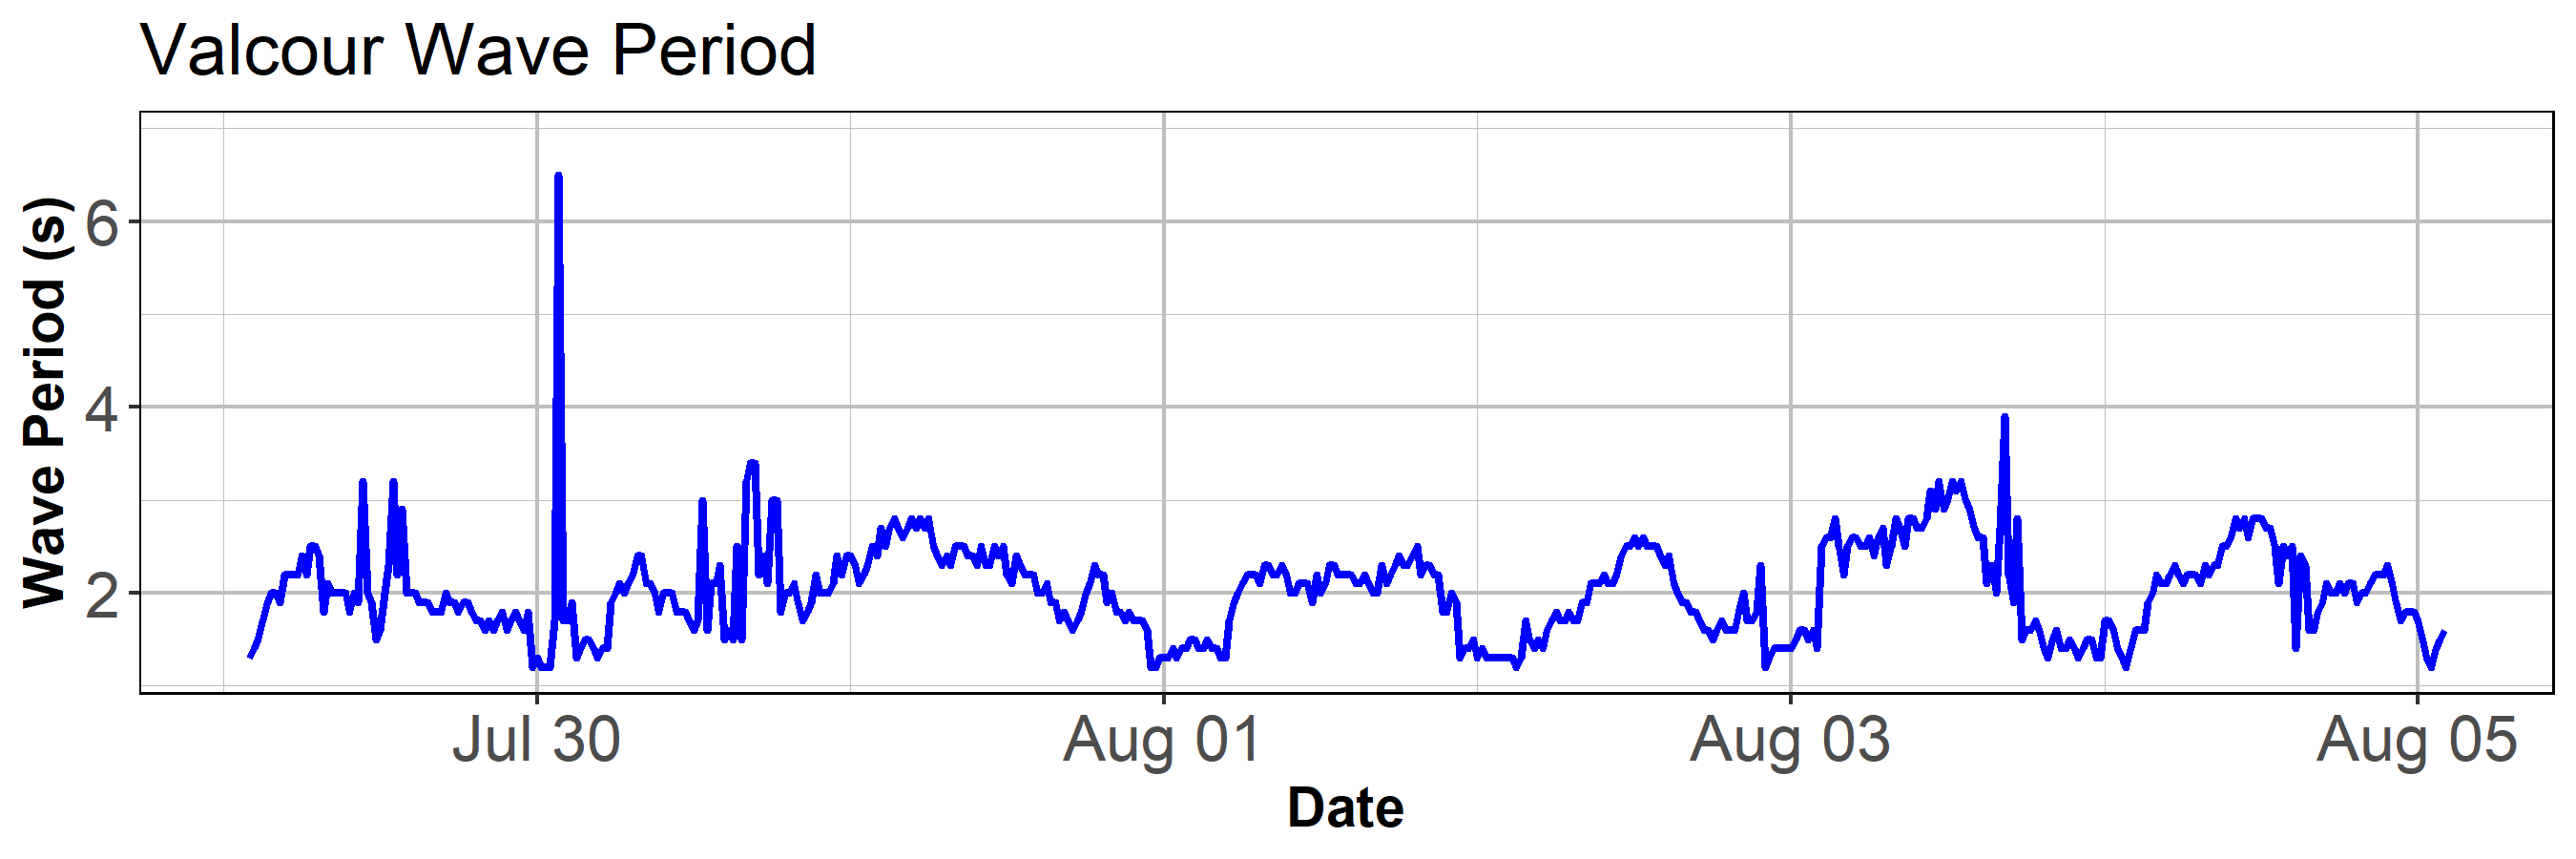 Valcour Wave Period
Wave Period (s)
6
4
2
Jul 30 Aug 01 Aug 03 Aug 05
Date